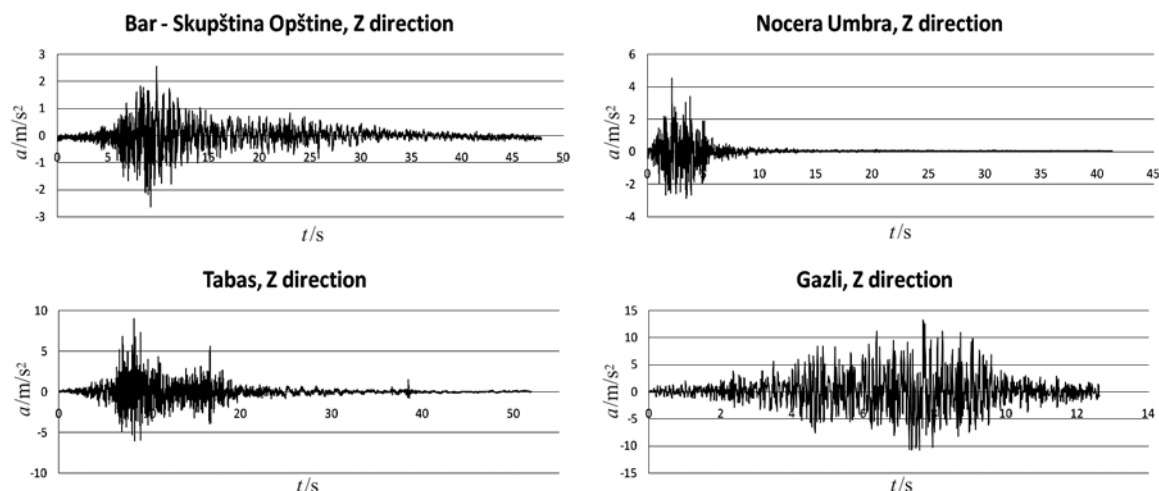 Bar - Skupština Opštine, Z direction
3
2
1
0
-1
-2
-3
a/m/s²
0 5 10 15 20 25 30 35 40 45 50
t/s
Nocera Umbra, Z direction
6
4
2
0
-2
-4
a/m/s²
0 5 10 15 20 25 30 35 40 45
t/s
Tabas, Z direction
10
5
0
-5
-10
a/m/s²
0 10 20 30 40 50
t/s
Gazli, Z direction
15
10
5
0
-5
-10
-15
a/m/s²
0 2 4 6 8 10 12 14
t/s